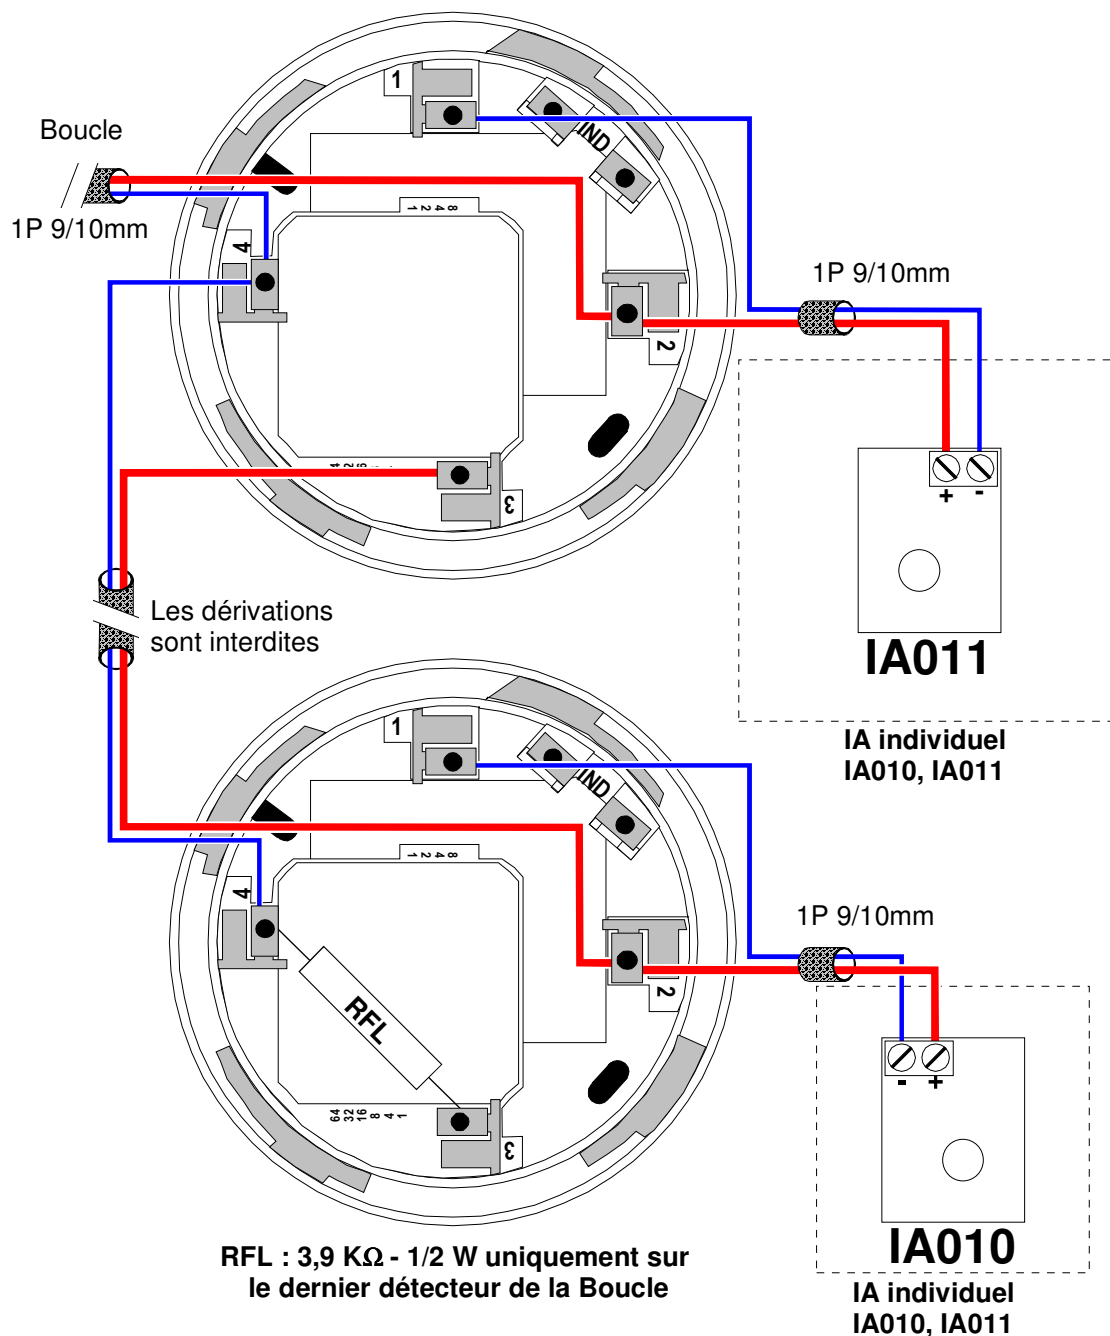 1
IND
Boucle
1P 9/10mm
1 2 4 8
4
1P 9/10mm
2
+ -
3
Les dérivations
sont interdites
IA011
IA individuel
IA010, IA011
1
IND
1 2 4 8
4
1P 9/10mm
2
RFL
- +
64 32 16 8 4 1
3
IA010
RFL : 3,9 KΩ - 1/2 W uniquement sur
le dernier détecteur de la Boucle
IA individuel
IA010, IA011